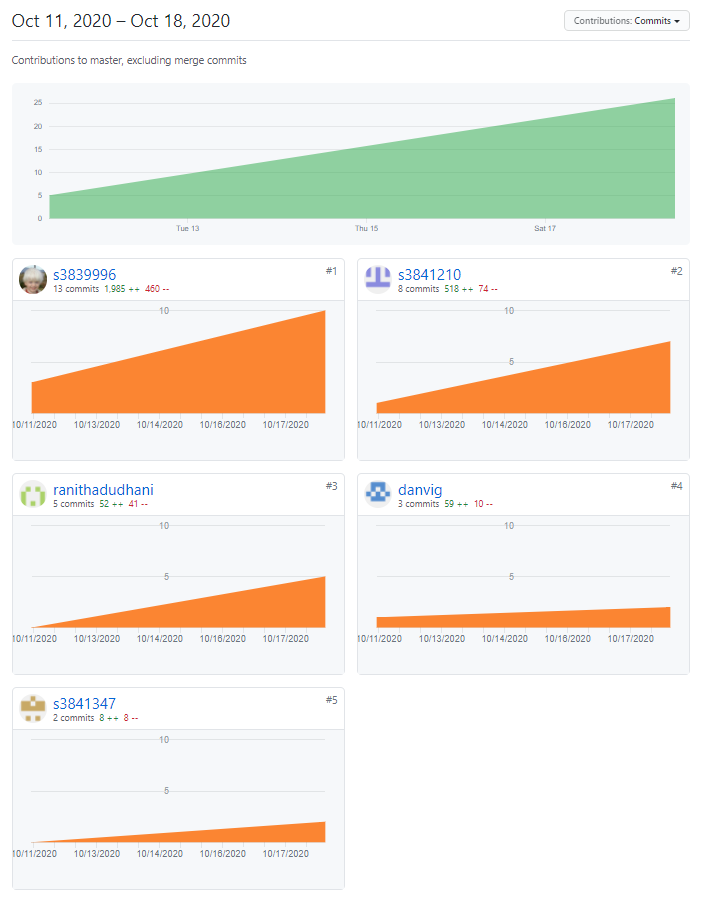 Oct 11, 2020 – Oct 18, 2020
Contributions: Commits
Contributions to master, excluding merge commits
25
20
15
10
5
0
Tue 13 Thu 15 Sat 17
s3839996 #1
13 commits 1,985 ++ 460 --
10
10/11/2020 10/13/2020 10/14/2020 10/16/2020 10/17/2020
s3841210 #2
8 commits 518 ++ 74 --
10
5
10/11/2020 10/13/2020 10/14/2020 10/16/2020 10/17/2020
ranithadudhani #3
5 commits 52 ++ 41 --
10
5
10/11/2020 10/13/2020 10/14/2020 10/16/2020 10/17/2020
danvig #4
3 commits 59 ++ 10 --
10
5
10/11/2020 10/13/2020 10/14/2020 10/16/2020 10/17/2020
s3841347 #5
2 commits 8 ++ 8 --
10
5
10/11/2020 10/13/2020 10/14/2020 10/16/2020 10/17/2020